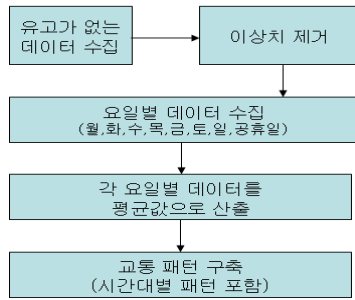 유고가 없는
데이터 수집
이상치 제거
요일별 데이터 수집
(월,화,수,목,금,토,일,공휴일)
각 요일별 데이터를
평균값으로 산출
교통 패턴 구축
(시간대별 패턴 포함)